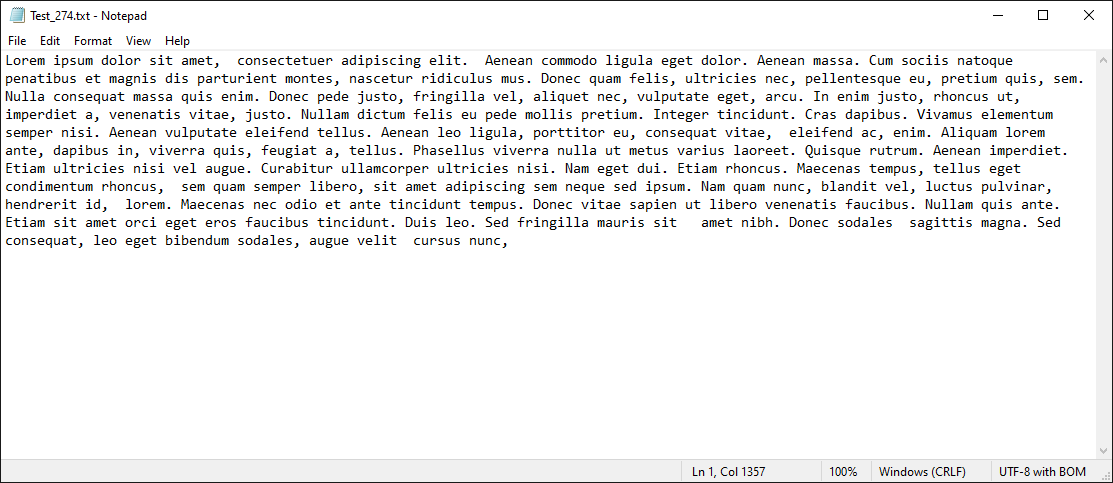 Test_274.txt - Notepad
File Edit Format View Help
Lorem ipsum dolor sit amet,  consectetuer adipiscing elit.  Aenean commodo ligula eget dolor. Aenean massa. Cum sociis natoque
penatibus et magnis dis parturient montes, nascetur ridiculus mus. Donec quam felis, ultricies nec, pellentesque eu, pretium quis, sem.
Nulla consequat massa quis enim. Donec pede justo, fringilla vel, aliquet nec, vulputate eget, arcu. In enim justo, rhoncus ut,
imperdiet a, venenatis vitae, justo. Nullam dictum felis eu pede mollis pretium. Integer tincidunt. Cras dapibus. Vivamus elementum
semper nisi. Aenean vulputate eleifend tellus. Aenean leo ligula, porttitor eu, consequat vitae,  eleifend ac, enim. Aliquam lorem
ante, dapibus in, viverra quis, feugiat a, tellus. Phasellus viverra nulla ut metus varius laoreet. Quisque rutrum. Aenean imperdiet.
Etiam ultricies nisi vel augue. Curabitur ullamcorper ultricies nisi. Nam eget dui. Etiam rhoncus. Maecenas tempus, tellus eget
condimentum rhoncus,  sem quam semper libero, sit amet adipiscing sem neque sed ipsum. Nam quam nunc, blandit vel, luctus pulvinar,
hendrerit id,  lorem. Maecenas nec odio et ante tincidunt tempus. Donec vitae sapien ut libero venenatis faucibus. Nullam quis ante.
Etiam sit amet orci eget eros faucibus tincidunt. Duis leo. Sed fringilla mauris sit   amet nibh. Donec sodales  sagittis magna. Sed
consequat, leo eget bibendum sodales, augue velit  cursus nunc,
Ln 1, Col 1357 100% Windows (CRLF) UTF-8 with BOM